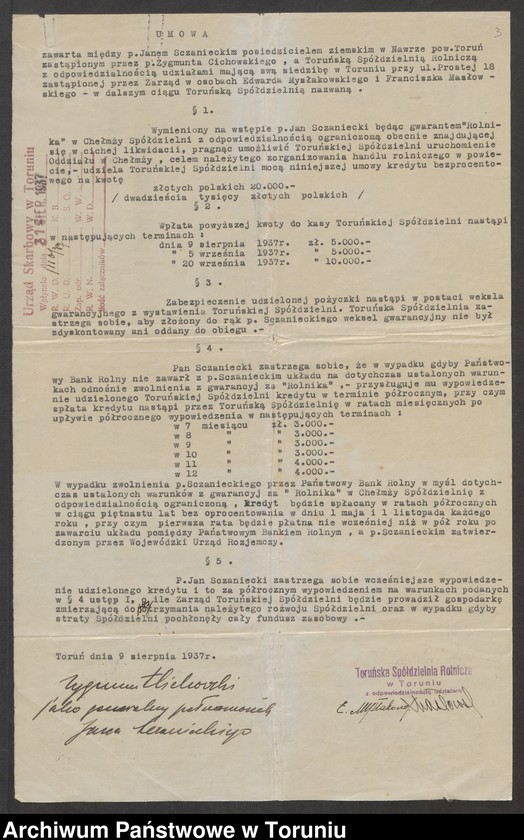 3
U M O W A
zawarta między p.Janem Sczanieckim posiedzicielem ziemskim w Nawrze pow.Toruń
zastąpionym przez p.Zygmunta Cichowskiego , a Toruńską Spółdzielnią Rolniczą
z odpowiedzialnością udziałami mającą swą siedzibę w Toruniu przy ul.Prostej 18
zastąpionej przez Zarząd w osobach Edwarda Mysłakowskiego i Franciszka Masłow -
skiego - w dalszym ciągu Toruńską Spółdzielnią nazwaną .
§ 1.
Wymieniony na wstępie p.Jan Sczaniecki będąc gwarantem"Rolni-
ka" w Chełmży Spółdzielni z odpowiedzialnością ograniczoną obecnie znajdującej
się w cichej likwidacji, pragnąc umożliwić Toruńskiej Spółdzielni uruchomienie
Oddziału w Chełmży , celem należytego zorganizowania handlu rolniczego w powie-
cie,- udziela Toruńskiej Spółdzielni mocą niniejszej umowy kredytu bezprocento-
wego na kwotę
złotych polskich 20.000.-
/ dwadzieścia tysięcy złotych polskich /
§ 2 .
Wpłata powyższej kwoty do kasy Toruńskiej Spółdzielni nastąpi
w następujących terminach :
dnia 9 sierpnia 1937r. zł. 5.000.-
" 5 września 1937r. " 5.000.-
" 20 września 1937r. " 10.000.-
§ 3 .
Zabezpieczenie udzielonej pożyczki nastąpi w postaci weksla
gwarancyjnego z wystawienia Toruńskiej Spółdzielni. Toruńska Spółdzielnia za-
strzega sobie, aby złożony do rąk p. Sczanieckiego weksel gwarancyjny nie był
zdyskontowany ani oddany do obiegu .-
§ 4 .
Pan Sczaniecki zastrzega sobie, że w wypadku gdyby Państwo-
wy Bank Rolny nie zawarł z p.Sczanieckim układu na dotychczas ustalonych warun-
kach odnośnie zwolnienia z gwarancyj za "Rolnika" ,- przysługuje mu wypowiedze-
nie udzielonego Toruńskiej Spółdzielni kredytu w terminie półrocznym, przy czym
spłata kredytu nastąpi przez Toruńską Spółdzielnię w ratach miesięcznych po
upływie półrocznego wypowiedzenia w następujących terminach :
w 7 miesiącu zł. 3.000.-
w 8 " " 3.000.-
w 9 " " 3.000.-
w 10 " " 3.000.-
w 11 " " 4.000.-
w 12 " " 4.000.-
W wypadku zwolnienia p.Sczanieckiego przez Państwowy Bank Rolny w myśl dotych-
czas ustalonych warunków z gwarancyj za " Rolnika" w Chełmży Spółdzielnię z
odpowiedzialnością ograniczoną , kredyt będzie spłacany w ratach półrocznych
w ciągu piętnastu lat bez oprocentowania w dniu 1 maja i 1 listopada każdego
roku , przy czym pierwsza rata będzie płatna nie wcześniej niż w pół roku po
zawarciu układu pomiędzy Państwowym Bankiem Rolnym , a p.Sczanieckim zatwier-
dzonym przez Wojewódzki Urząd Rozjemczy.
§ 5 .
P.Jan Sczaniecki zastrzega sobie wcześniejsze wypowiedze-
nie udzielonego kredytu i to za półrocznym wypowiedzeniem na warunkach podanych
w § 4 ustęp I, o ile Zarząd Toruńskiej Spółdzielni będzie prowadził gospodarkę
zmierzającą do trzymania należytego rozwoju Spółdzielni oraz w wypadku gdyby
straty Spółdzielni pochłonęły cały fundusz zasobowy .-
Toruń dnia 9 sierpnia 1937r.
Zygmunt Cichowski
jako generalny pełnomocnik
Jana Sczanieckiego
Toruńska Spółdzielnia Rolnicza
w Toruniu
z odpowiedzialnością udziałami
Urząd Skarbowy w Toruniu
31 SIER. 1937
Archiwum Państwowe w Toruniu